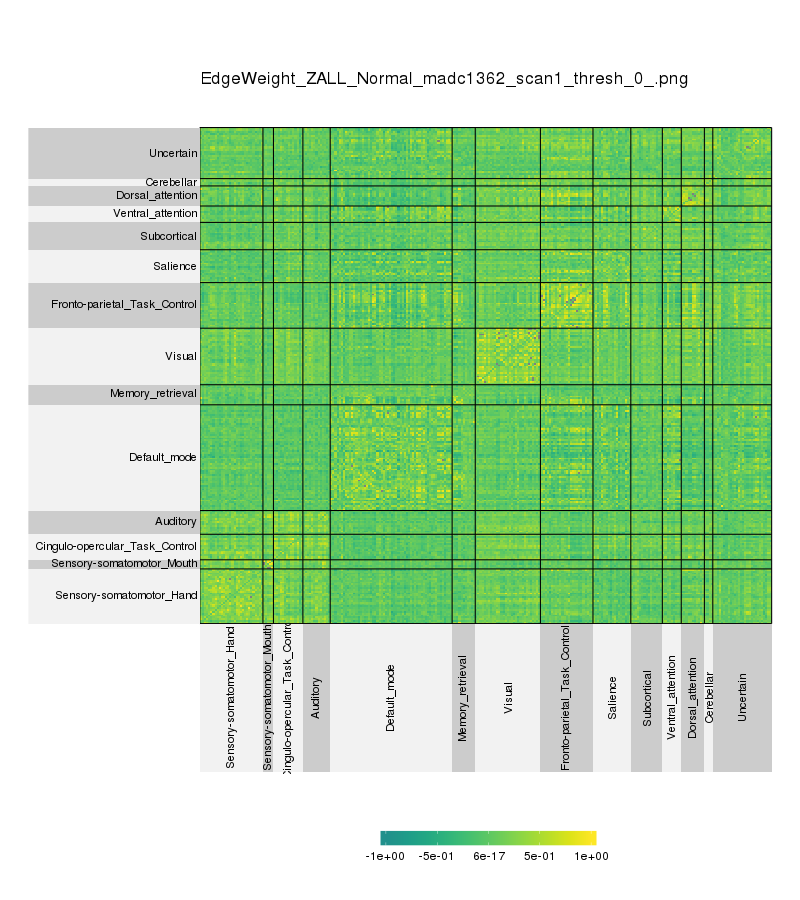 EdgeWeight_ZALL_Normal_madc1362_scan1_thresh_0_.png
Uncertain
Cerebellar
Dorsal_attention
Ventral_attention
Subcortical
Salience
Fronto-parietal_Task_Control
Visual
Memory_retrieval
Default_mode
Auditory
Cingulo-opercular_Task_Control
Sensory-somatomotor_Mouth
Sensory-somatomotor_Hand
Sensory-somatomotor_Hand
Sensory-somatomotor_Mouth
Cingulo-opercular_Task_Control
Auditory
Default_mode
Memory_retrieval
Visual
Fronto-parietal_Task_Control
Salience
Subcortical
Ventral_attention
Dorsal_attention
Cerebellar
Uncertain
-1e+00 -5e-01 6e-17 5e-01 1e+00